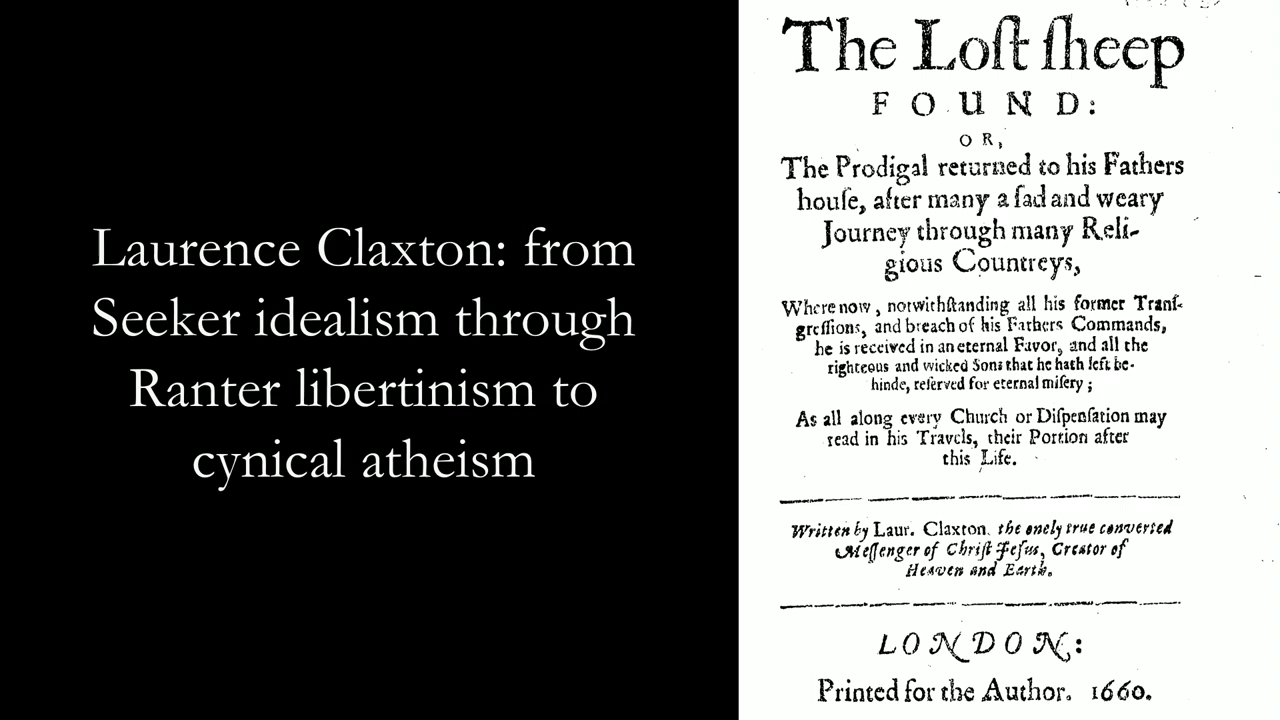 Laurence Claxton: from
Seeker idealism through
Ranter libertinism to
cynical atheism
The Loſt ſheep
FOUND:
OR,
The Prodigal returned to his Fathers
houſe, after many a ſad and weary
Journey through many Reli-
gious Countreys,
Where now, notwithſtanding all his former Tranſ-
greſſions, and breach of his Fathers Commands,
he is received in an eternal Favor, and all the
righteous and wicked Sons that he hath left be-
hinde, reſerved for eternal miſery;
As all along every Church or Diſpenſation may
read in his Travels, their Portion after
this Life.
Written by Laur. Claxton, the onely true converted
Meſſenger of Chriſt Jeſus, Creator of
Heaven and Earth.
LONDON:
Printed for the Author. 1660.